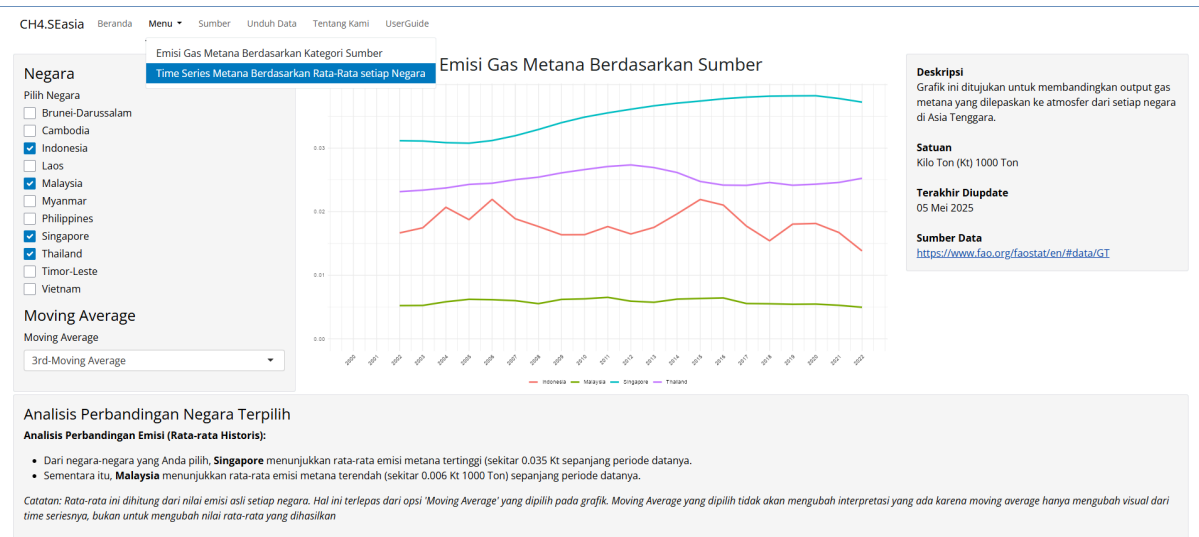 CH4.SEasia Beranda Menu Sumber Unduh Data Tentang Kami UserGuide
Emisi Gas Metana Berdasarkan Kategori Sumber
Time Series Metana Berdasarkan Rata-Rata setiap Negara
Negara
Pilih Negara
Brunei-Darussalam
Cambodia
Indonesia
Laos
Malaysia
Myanmar
Philippines
Singapore
Thailand
Timor-Leste
Vietnam
Moving Average
Moving Average
3rd-Moving Average
Emisi Gas Metana Berdasarkan Sumber
0.03
0.02
0.01
0.00
2000 2001 2002 2003 2004 2005 2006 2007 2008 2009 2010 2011 2012 2013 2014 2015 2016 2017 2018 2019 2020 2021 2022
Indonesia Malaysia Singapore Thailand
Deskripsi
Grafik ini ditujukan untuk membandingkan output gas
metana yang dilepaskan ke atmosfer dari setiap negara
di Asia Tenggara.
Satuan
Kilo Ton (Kt) 1000 Ton
Terakhir Diupdate
05 Mei 2025
Sumber Data
https://www.fao.org/faostat/en/#data/GT
Analisis Perbandingan Negara Terpilih
Analisis Perbandingan Emisi (Rata-rata Historis):
• Dari negara-negara yang Anda pilih, Singapore menunjukkan rata-rata emisi metana tertinggi (sekitar 0.035 Kt sepanjang periode datanya.
• Sementara itu, Malaysia menunjukkan rata-rata emisi metana terendah (sekitar 0.006 Kt 1000 Ton) sepanjang periode datanya.
Catatan: Rata-rata ini dihitung dari nilai emisi asli setiap negara. Hal ini terlepas dari opsi 'Moving Average' yang dipilih pada grafik. Moving Average yang dipilih tidak akan mengubah interpretasi yang ada karena moving average hanya mengubah visual dari
time seriesnya, bukan untuk mengubah nilai rata-rata yang dihasilkan